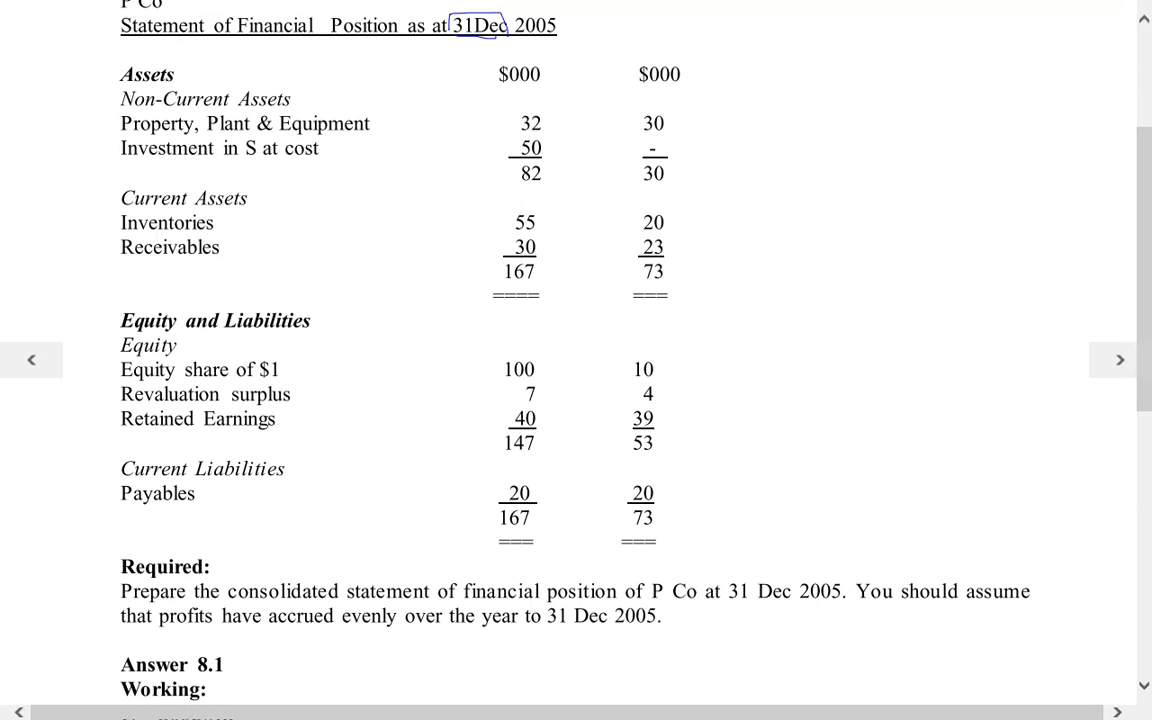 P Co
Statement of Financial Position as at 31Dec 2005
Assets $000 $000
Non-Current Assets
Property, Plant & Equipment 32 30
Investment in S at cost 50 -
82 30
Current Assets
Inventories 55 20
Receivables 30 23
167 73
==== ===
Equity and Liabilities
Equity
Equity share of $1 100 10
Revaluation surplus 7 4
Retained Earnings 40 39
147 53
Current Liabilities
Payables 20 20
167 73
=== ===
Required:
Prepare the consolidated statement of financial position of P Co at 31 Dec 2005. You should assume
that profits have accrued evenly over the year to 31 Dec 2005.
Answer 8.1
Working: